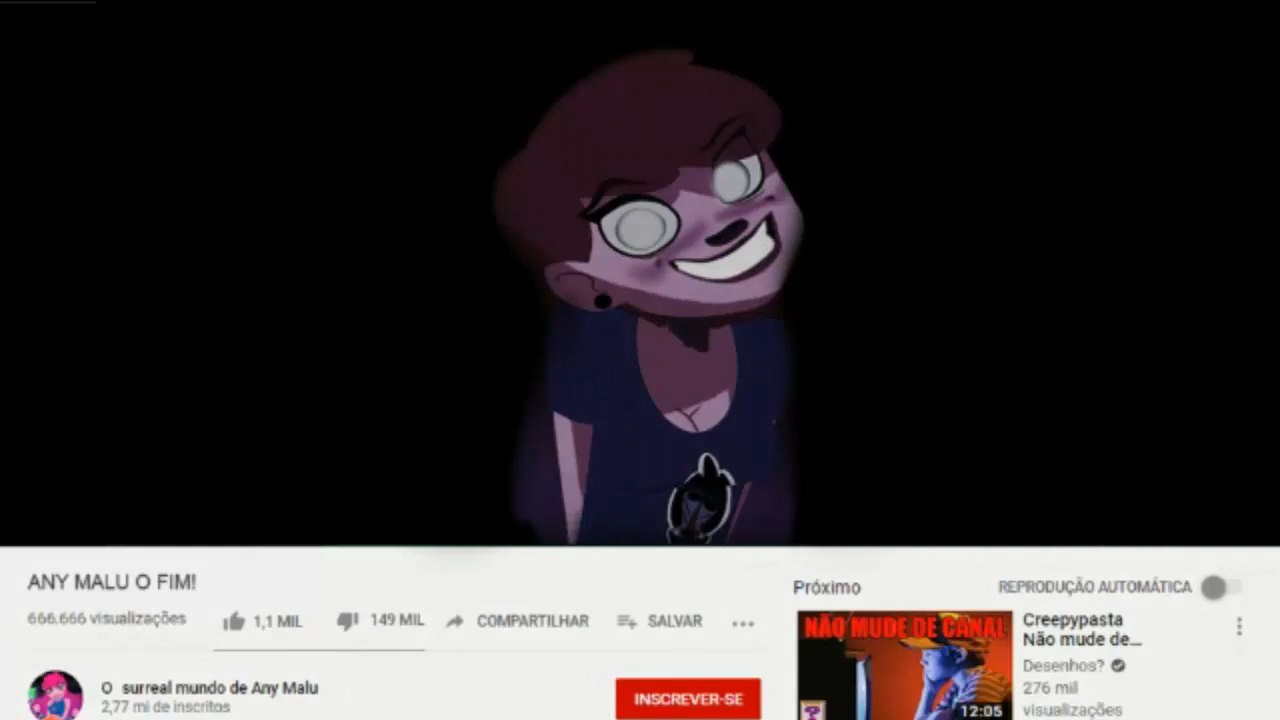 ANY MALU O FIM!
666.666 visualizações
1,1 MIL
149 MIL
COMPARTILHAR
SALVAR
O surreal mundo de Any Malu
2,77 mi de inscritos
INSCREVER-SE
Próximo
REPRODUÇÃO AUTOMÁTICA
NÃO MUDE DE CANAL
12:05
Creepypasta
Não mude de...
Desenhos?
276 mil
visualizações